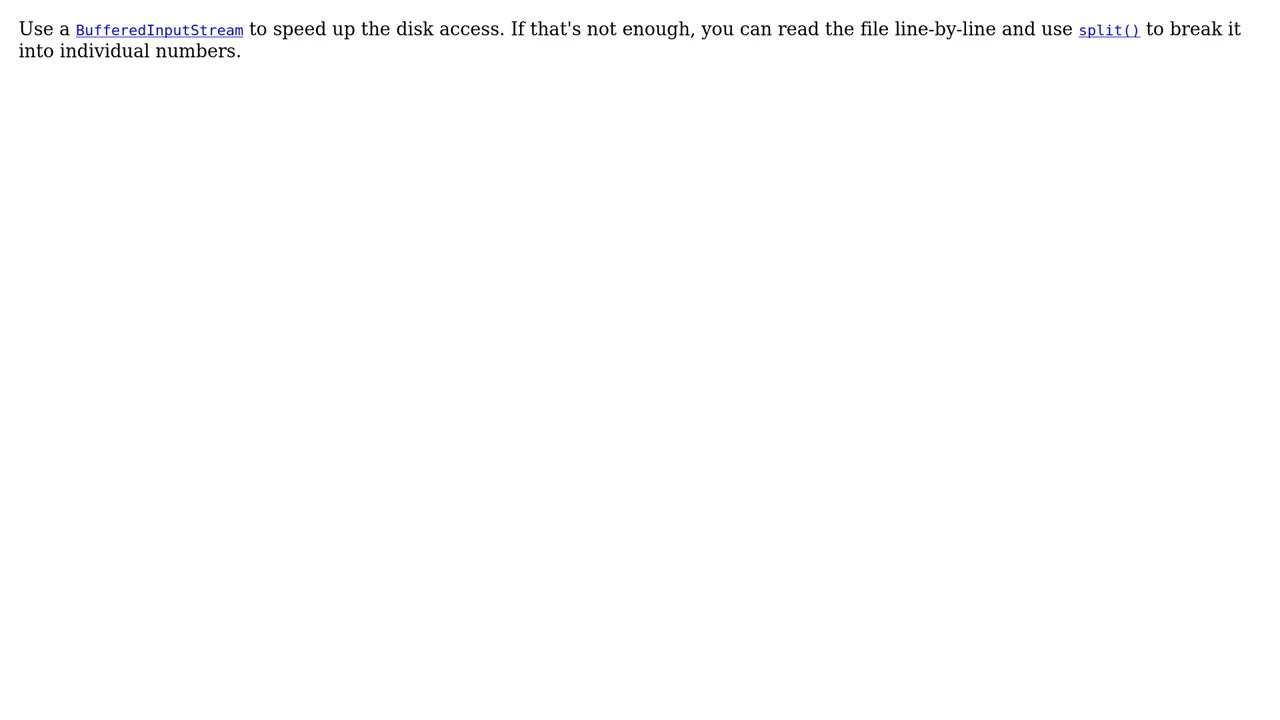 Use a BufferedInputStream to speed up the disk access. If that's not enough, you can read the file line-by-line and use split() to break it
into individual numbers.